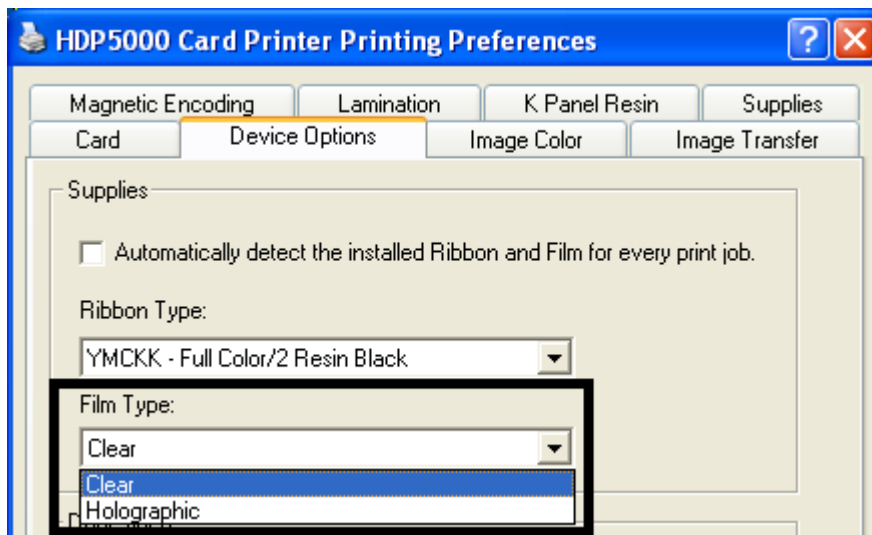 HDP5000 Card Printer Printing Preferences
Magnetic Encoding Lamination K Panel Resin Supplies
Card Device Options Image Color Image Transfer
Supplies
Automatically detect the installed Ribbon and Film for every print job.
Ribbon Type:
YMCKK - Full Color/2 Resin Black
Film Type:
Clear
Clear
Holographic